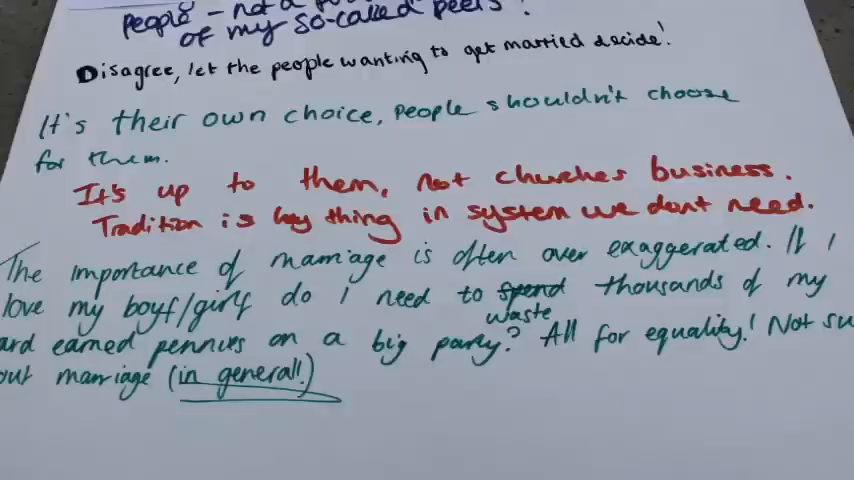 People - not a
of my so-called peers!
Disagree, let the people wanting to get married decide!
It's their own choice, people shouldn't choose
for them.
It's up to them, not churches business.
Tradition is key thing in system we dont need.
The importance of marriage is often over exaggerated. If I
love my boyf/girlf do I need to spend thousands of my
waste
ard earned pennies on a big party? All for equality! Not su
out marriage (in general!)